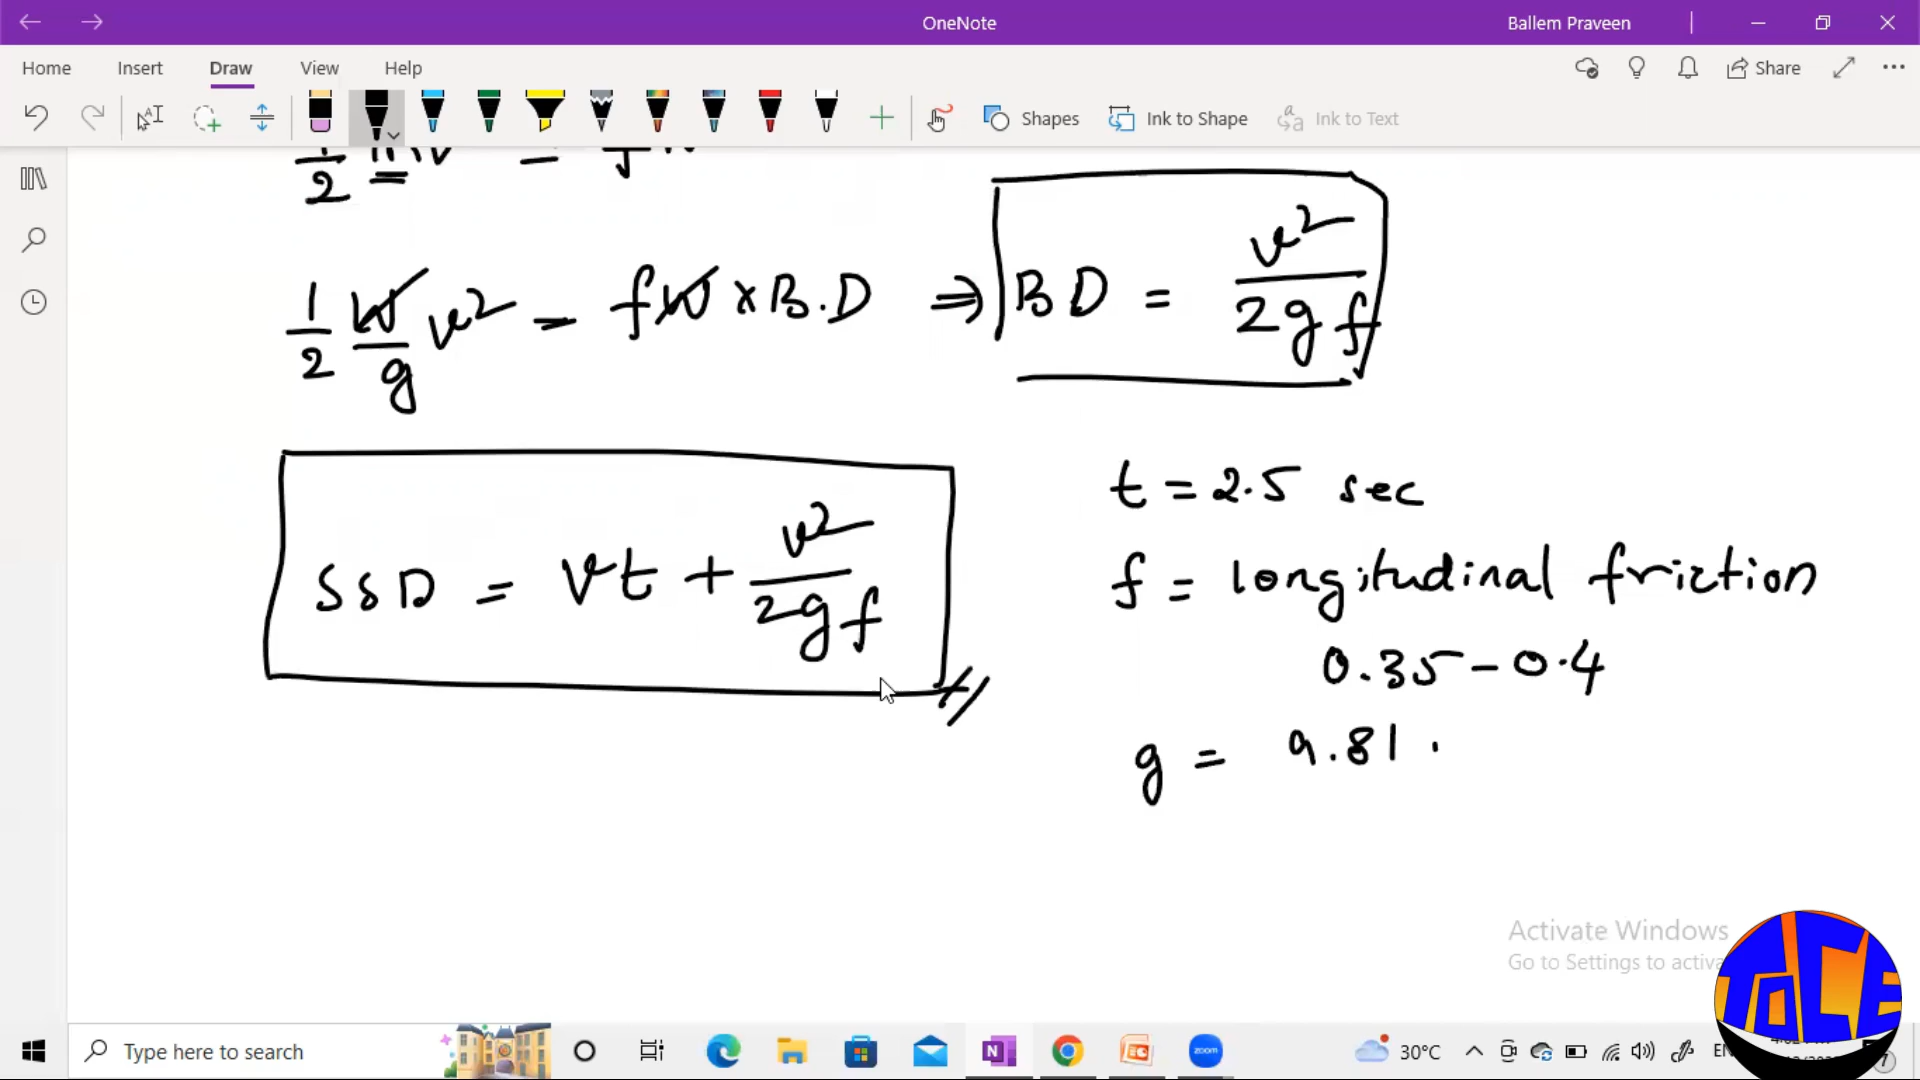 OneNote
Ballem Praveen
Home Insert Draw View Help
Share
Shapes Ink to Shape Ink to Text
1/2 W/g v² = fW × B.D ⇒ BD = v²/2gf
SSD = vt + v²/2gf
t = 2.5 sec
f = longitudinal friction
0.35 - 0.4
g = 9.81 .
Activate Windows
Go to Settings to activa
Type here to search
zoom
30°C